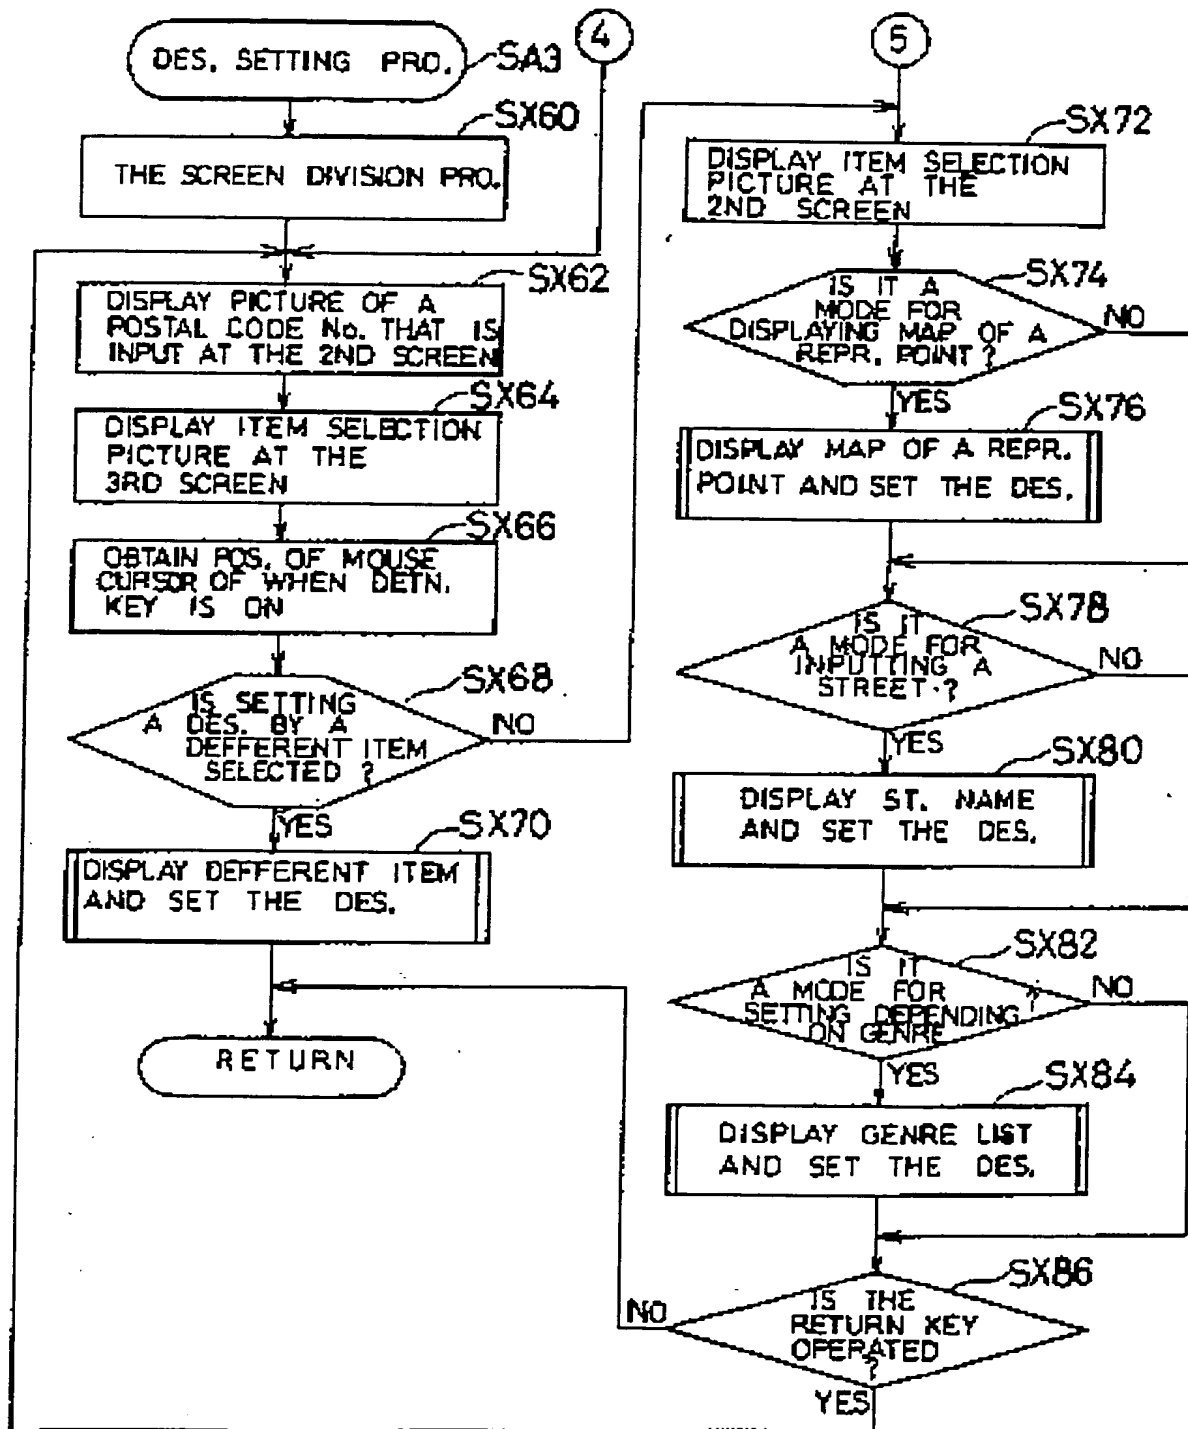 DES. SETTING PRO.
SA3
SX60
THE SCREEN DIVISION PRO.
4
SX62
DISPLAY PICTURE OF A
POSTAL CODE No. THAT IS
INPUT AT THE 2ND SCREEN
SX64
DISPLAY ITEM SELECTION
PICTURE AT THE
3RD SCREEN
SX66
OBTAIN POS. OF MOUSE
CURSOR OF WHEN DETN.
KEY IS ON
SX68
IS SETTING
A DES. BY A
DEFFERENT ITEM
SELECTED ?
NO
YES
SX70
DISPLAY DEFFERENT ITEM
AND SET THE DES.
RETURN
5
SX72
DISPLAY ITEM SELECTION
PICTURE AT THE
2ND SCREEN
SX74
IS IT A
MODE FOR
DISPLAYING MAP OF A
REPR. POINT ?
NO
YES
SX76
DISPLAY MAP OF A REPR.
POINT AND SET THE DES.
SX78
IS IT
A MODE FOR
INPUTTING A
STREET ?
NO
YES
SX80
DISPLAY ST. NAME
AND SET THE DES.
SX82
IS IT
A MODE FOR
SETTING DEPENDING ?
ON GENRE
NO
YES
SX84
DISPLAY GENRE LIST
AND SET THE DES.
SX86
IS THE
RETURN KEY
OPERATED
?
NO
YES